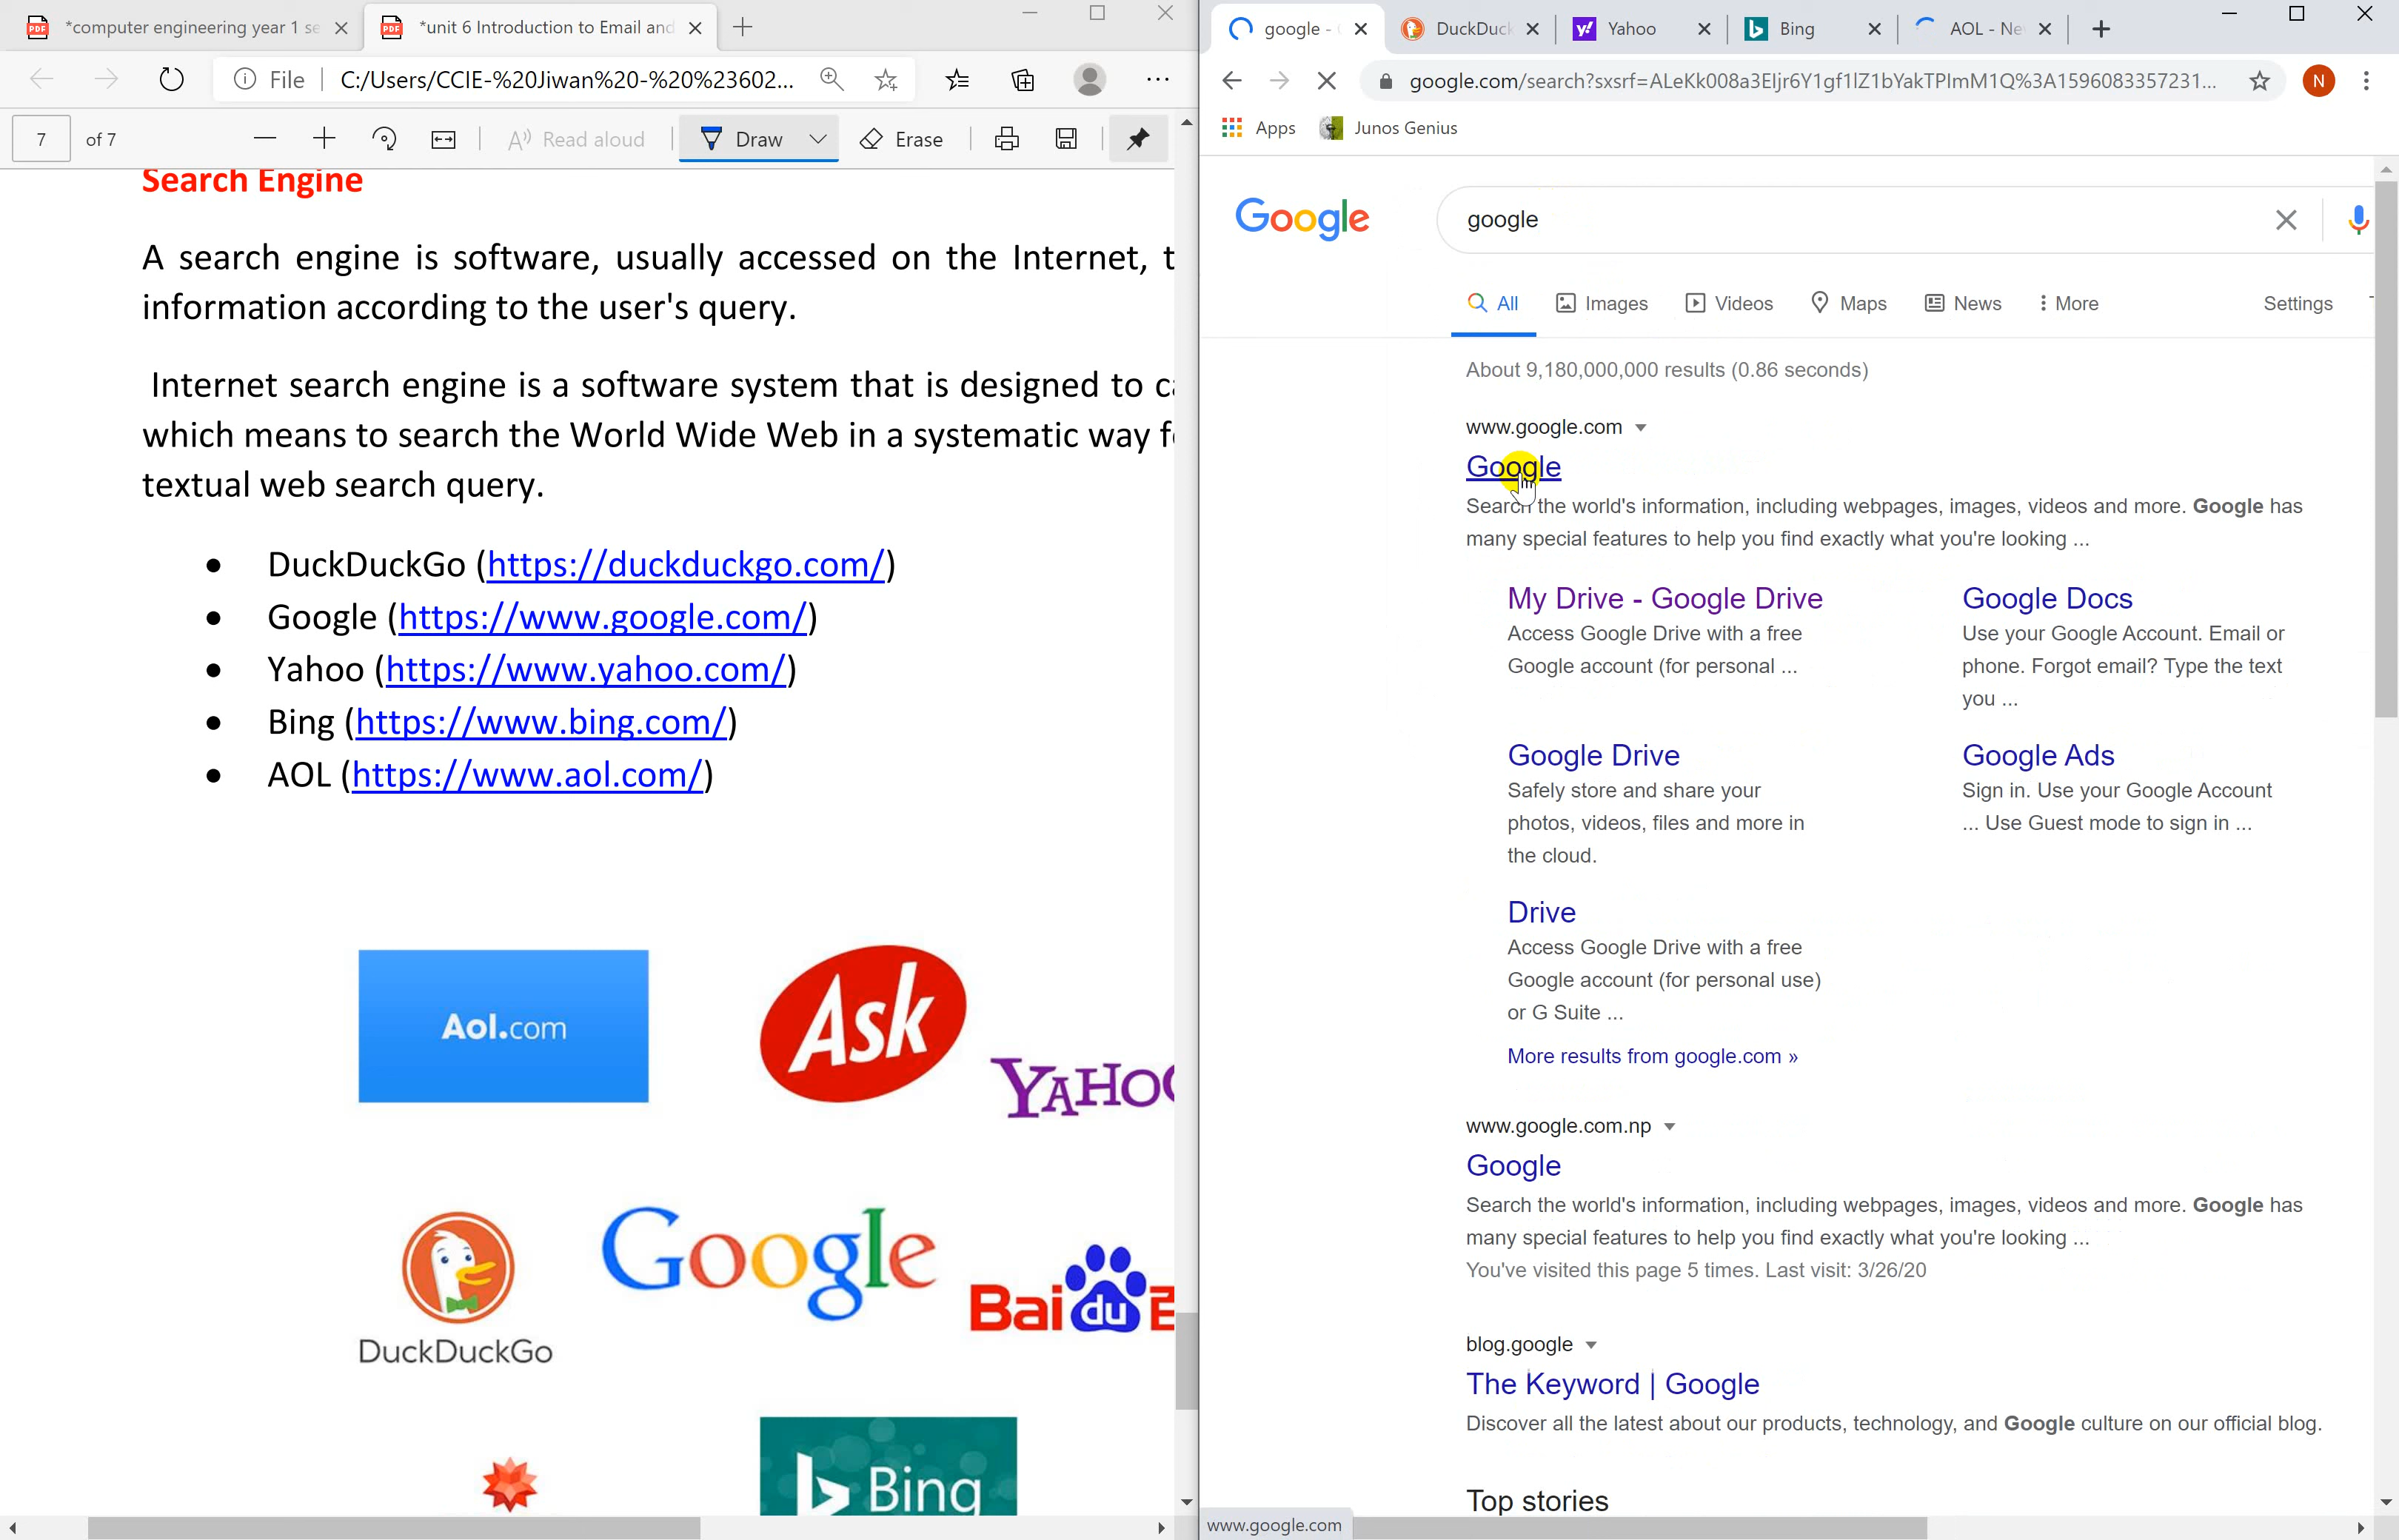 *computer engineering year 1 se
*unit 6 Introduction to Email and
File
C:/Users/CCIE-%20Jiwan%20-%20%23602...
7
of 7
Read aloud
Draw
Erase
Search Engine
A search engine is software, usually accessed on the Internet, t
information according to the user's query.
Internet search engine is a software system that is designed to ca
which means to search the World Wide Web in a systematic way fo
textual web search query.
• DuckDuckGo (https://duckduckgo.com/)
• Google (https://www.google.com/)
• Yahoo (https://www.yahoo.com/)
• Bing (https://www.bing.com/)
• AOL (https://www.aol.com/)
Aol.com
Ask
YAHOO
DuckDuckGo
Google
Baidu
Bing
google -
DuckDuck
Yahoo
Bing
AOL - Ne
google.com/search?sxsrf=ALeKk008a3EIjr6Y1gf1lZ1bYakTPImM1Q%3A1596083357231...
N
Apps
Junos Genius
Google
google
All
Images
Videos
Maps
News
More
Settings
About 9,180,000,000 results (0.86 seconds)
www.google.com
Google
Search the world's information, including webpages, images, videos and more. Google has
many special features to help you find exactly what you're looking ...
My Drive - Google Drive
Access Google Drive with a free
Google account (for personal ...
Google Docs
Use your Google Account. Email or
phone. Forgot email? Type the text
you ...
Google Drive
Safely store and share your
photos, videos, files and more in
the cloud.
Google Ads
Sign in. Use your Google Account
... Use Guest mode to sign in ...
Drive
Access Google Drive with a free
Google account (for personal use)
or G Suite ...
More results from google.com »
www.google.com.np
Google
Search the world's information, including webpages, images, videos and more. Google has
many special features to help you find exactly what you're looking ...
You've visited this page 5 times. Last visit: 3/26/20
blog.google
The Keyword | Google
Discover all the latest about our products, technology, and Google culture on our official blog.
Top stories
www.google.com